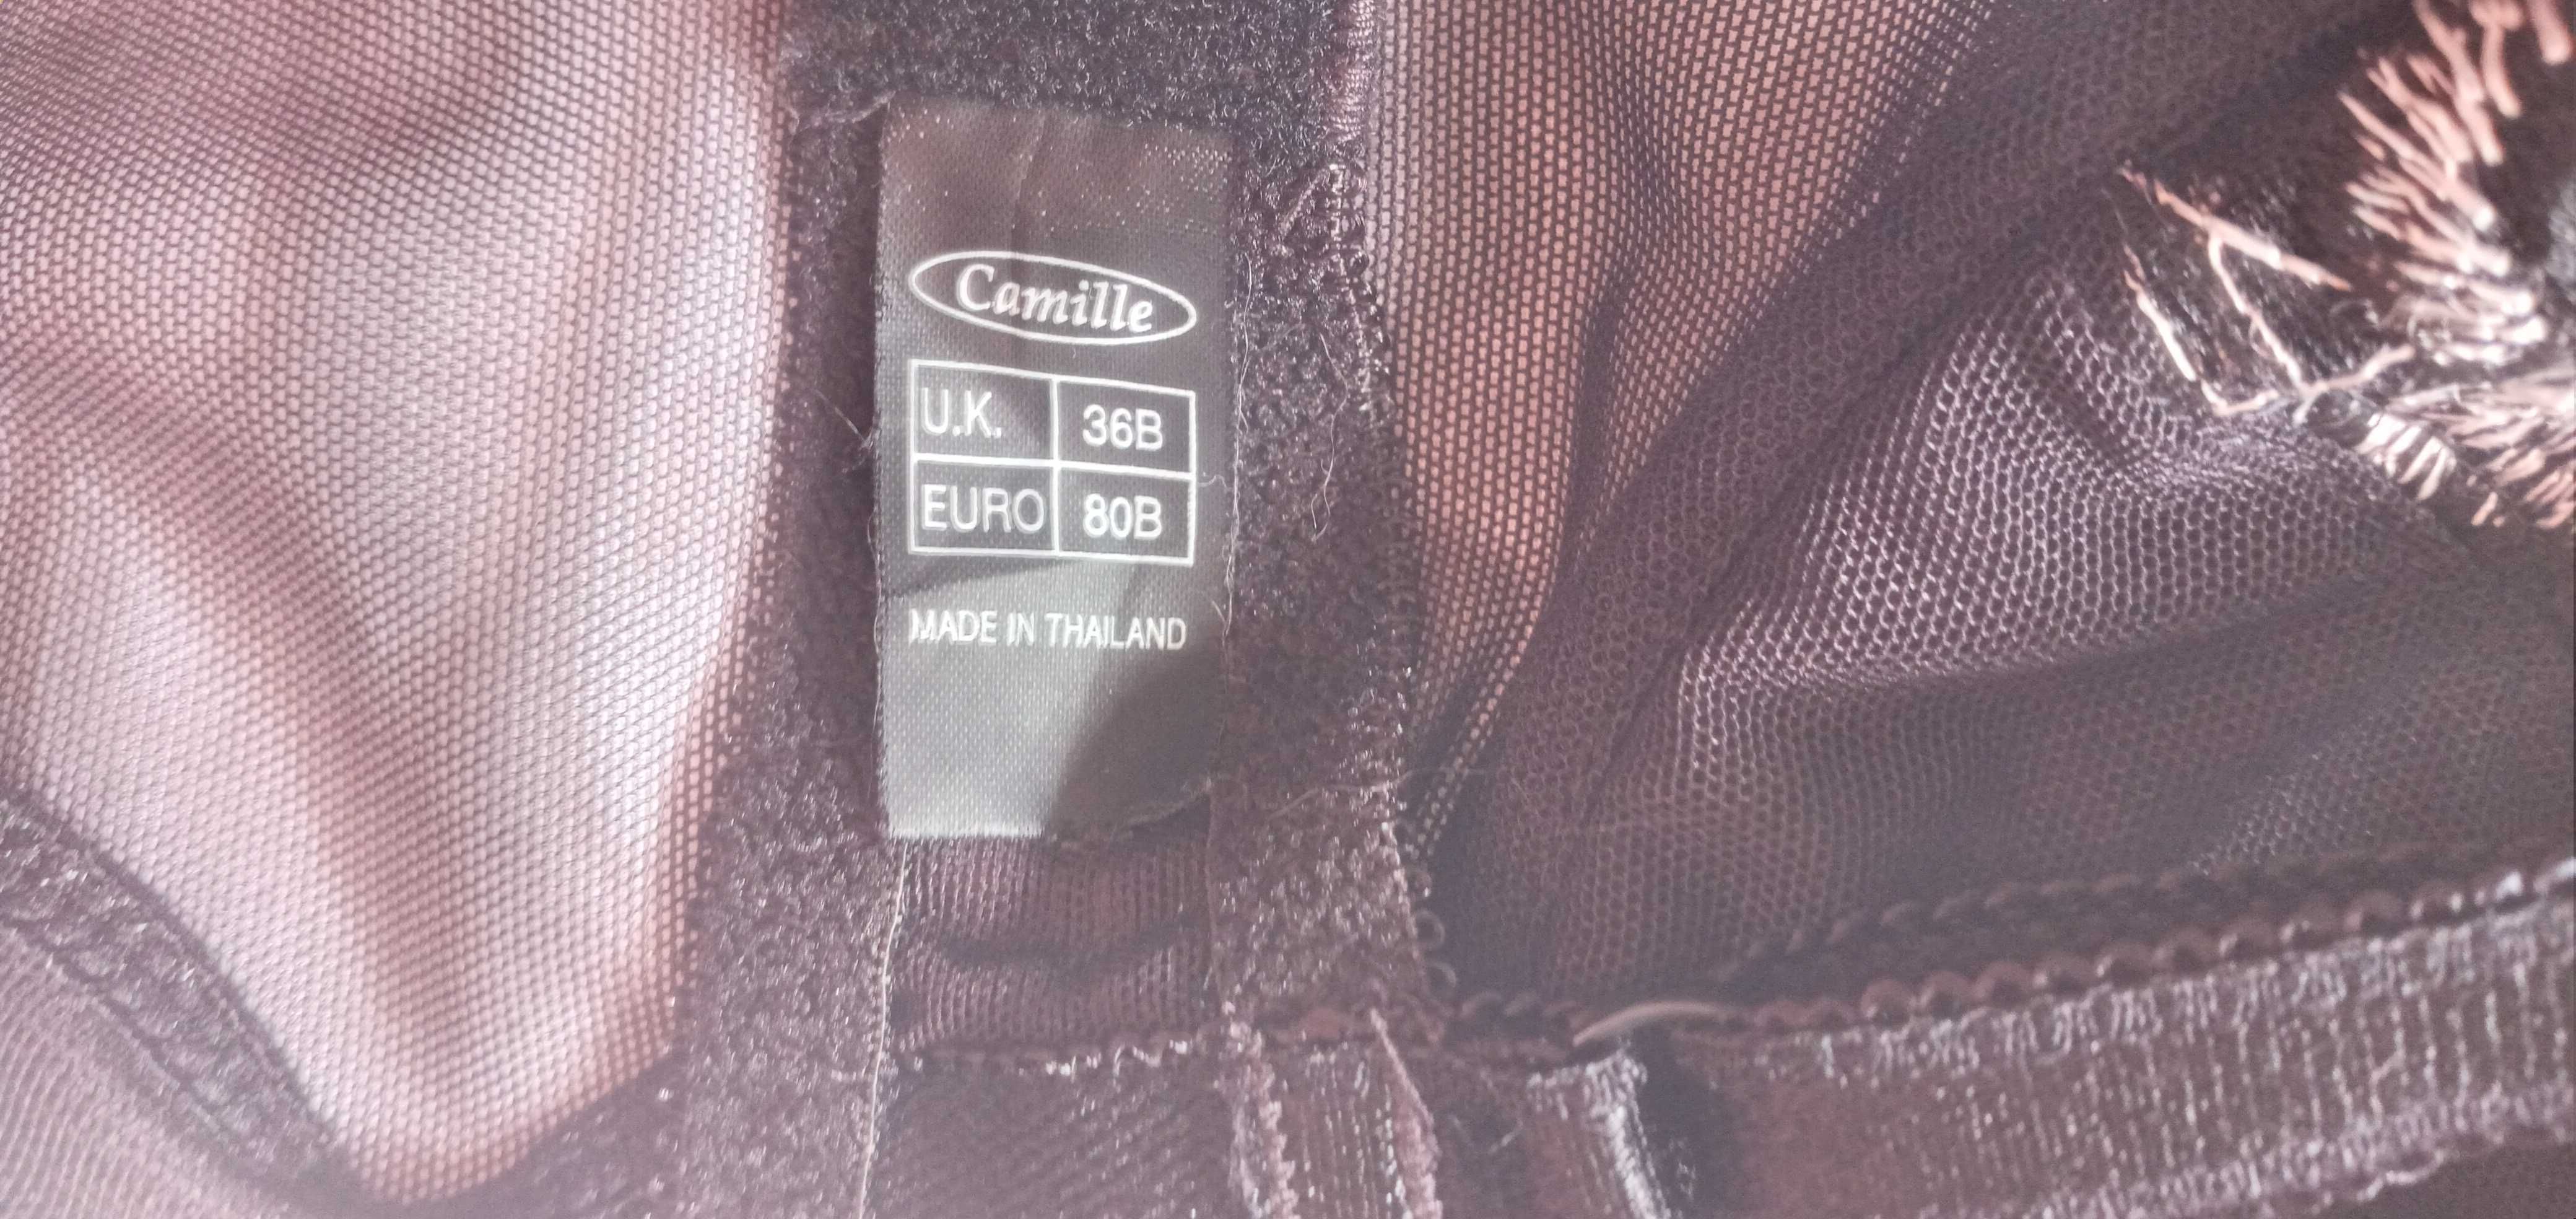 Camille
U.K. 36B
EURO 80B
MADE IN THAILAND